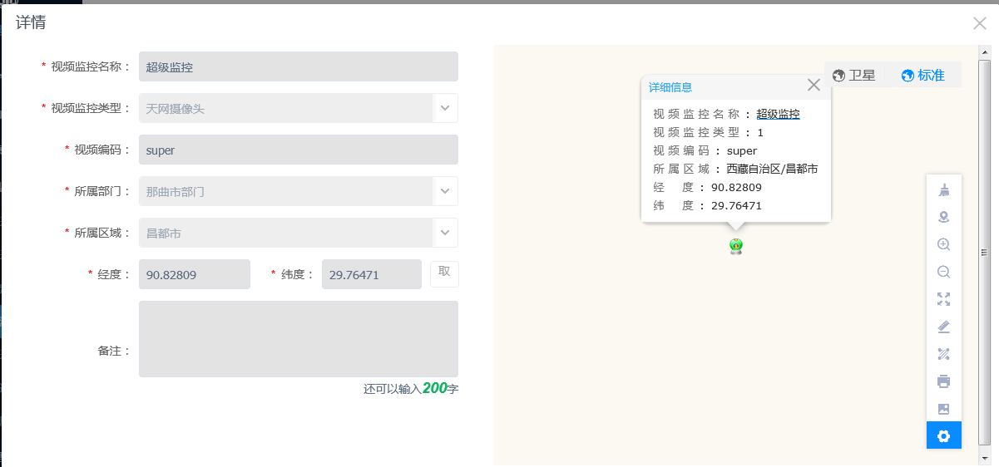 详情
* 视频监控名称： 超级监控
* 视频监控类型： 天网摄像头
* 视频编码： super
* 所属部门： 那曲市部门
* 所属区域： 昌都市
* 经度： 90.82809 * 纬度： 29.76471 取
备注：
还可以输入200字
卫星 标准
详细信息
视频监控名称：超级监控
视频监控类型：1
视频编码：super
所属区域：西藏自治区/昌都市
经 度：90.82809
纬 度：29.76471